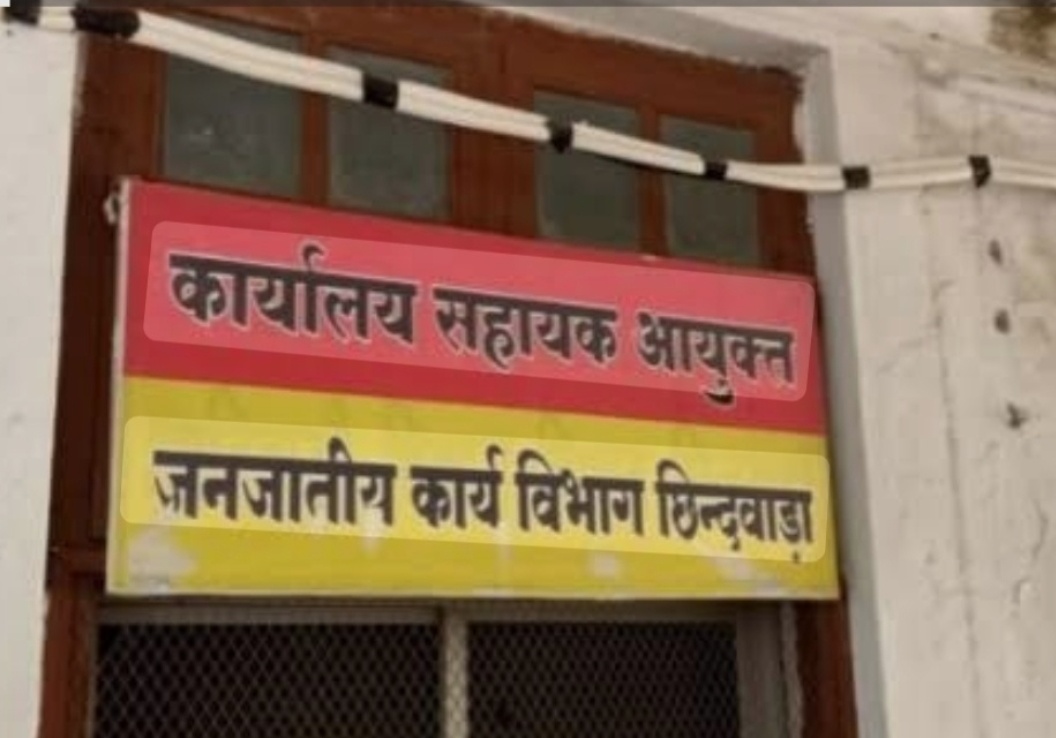 कार्यालय सहायक आयुक्त
जनजातीय कार्य विभाग छिन्दवाड़ा